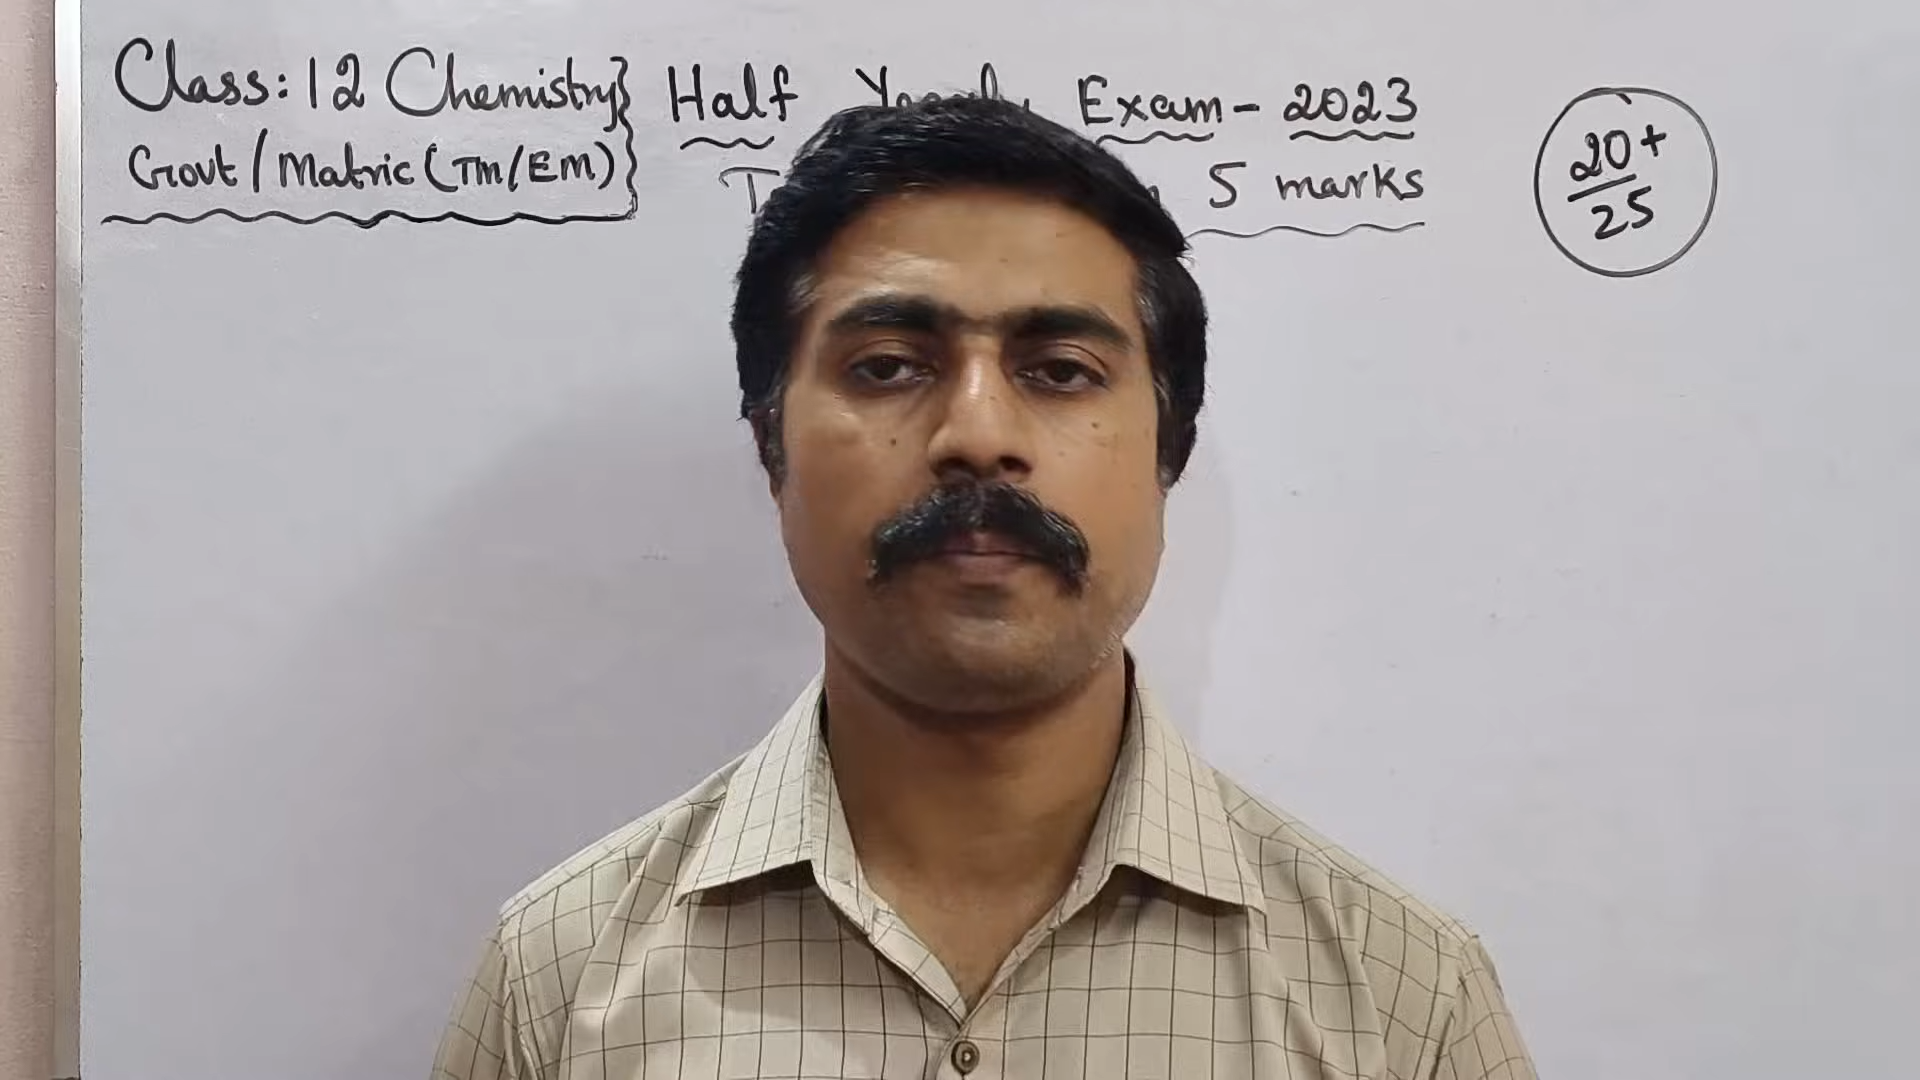 Class: 12 Chemistry} Half Exam - 2023
Govt / Matric (TM/EM)} 5 marks
20+
25